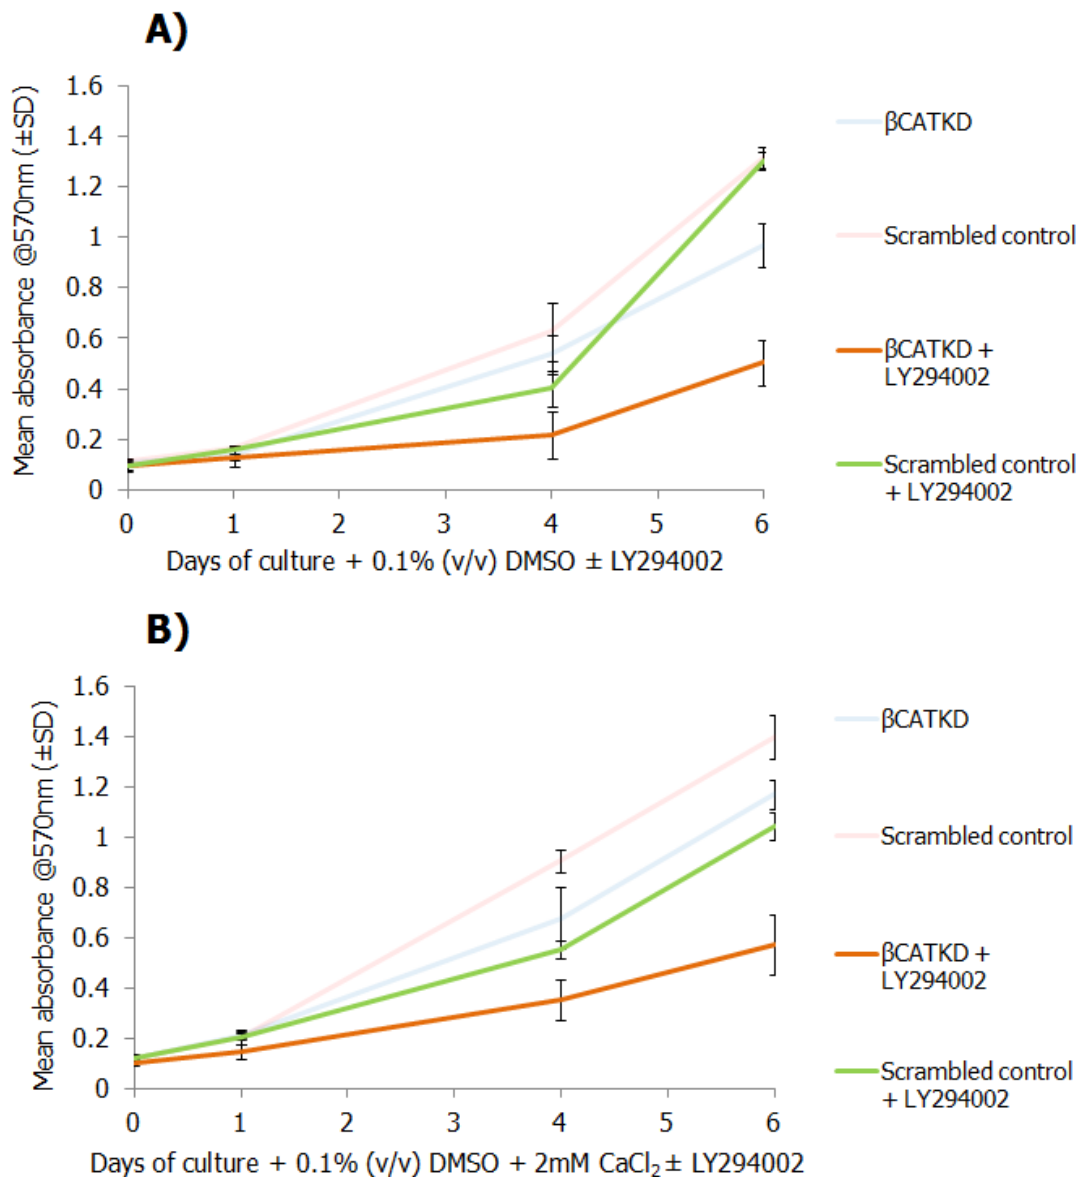 A)
Mean absorbance @570nm (±SD)
1.6
1.4
1.2
1
0.8
0.6
0.4
0.2
0
0 1 2 3 4 5 6
Days of culture + 0.1% (v/v) DMSO ± LY294002
βCATKD
Scrambled control
βCATKD +
LY294002
Scrambled control
+ LY294002
B)
Mean absorbance @570nm (±SD)
1.6
1.4
1.2
1
0.8
0.6
0.4
0.2
0
0 1 2 3 4 5 6
Days of culture + 0.1% (v/v) DMSO + 2mM CaCl₂ ± LY294002
βCATKD
Scrambled control
βCATKD +
LY294002
Scrambled control
+ LY294002